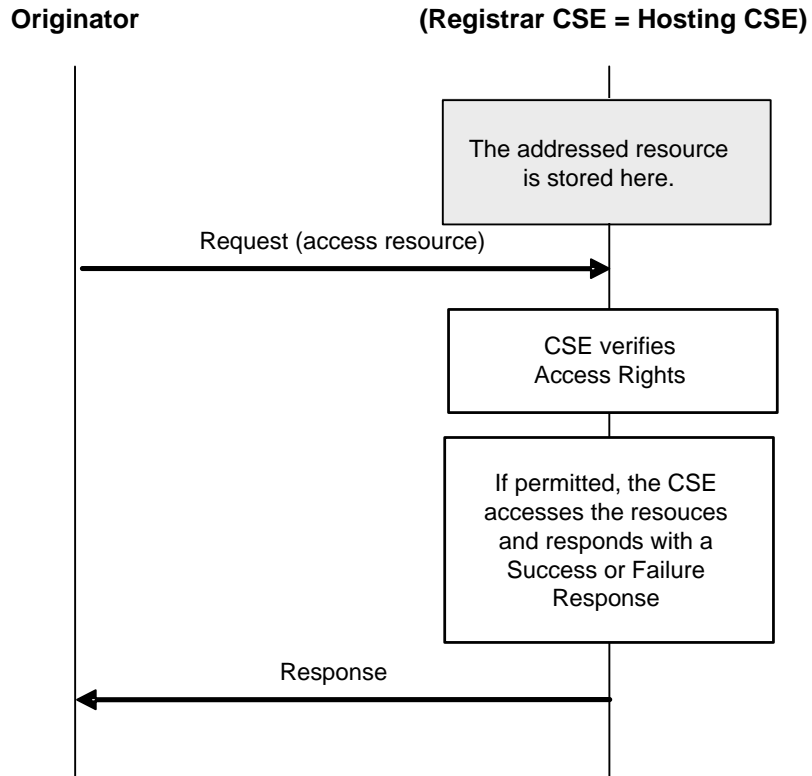 Originator
(Registrar CSE = Hosting CSE)
The addressed resource
is stored here.
Request (access resource)
CSE verifies
Access Rights
If permitted, the CSE
accesses the resouces
and responds with a
Success or Failure
Response
Response